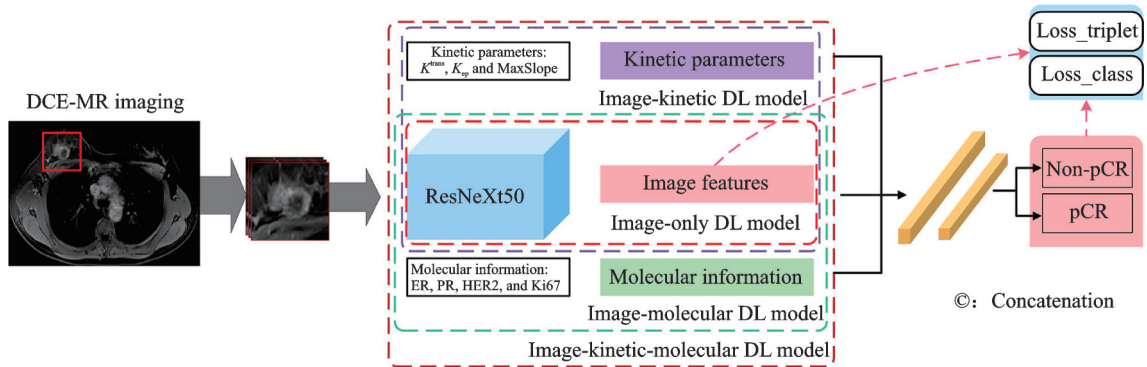 DCE-MR imaging
Kinetic parameters:
K^trans, K_ep and MaxSlope
Kinetic parameters
Image-kinetic DL model
ResNeXt50
Image features
Image-only DL model
Molecular information:
ER, PR, HER2, and Ki67
Molecular information
Image-molecular DL model
Image-kinetic-molecular DL model
Loss_triplet
Loss_class
Non-pCR
pCR
©: Concatenation